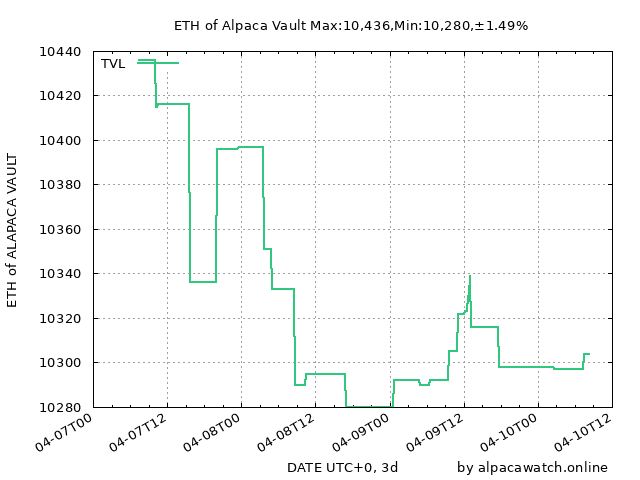 ETH of Alpaca Vault Max:10,436,Min:10,280,±1.49%
TVL
10440
10420
10400
10380
10360
10340
10320
10300
10280
ETH of ALAPACA VAULT
04-07T00
04-07T12
04-08T00
04-08T12
04-09T00
04-09T12
04-10T00
04-10T12
DATE UTC+0, 3d
by alpacawatch.online